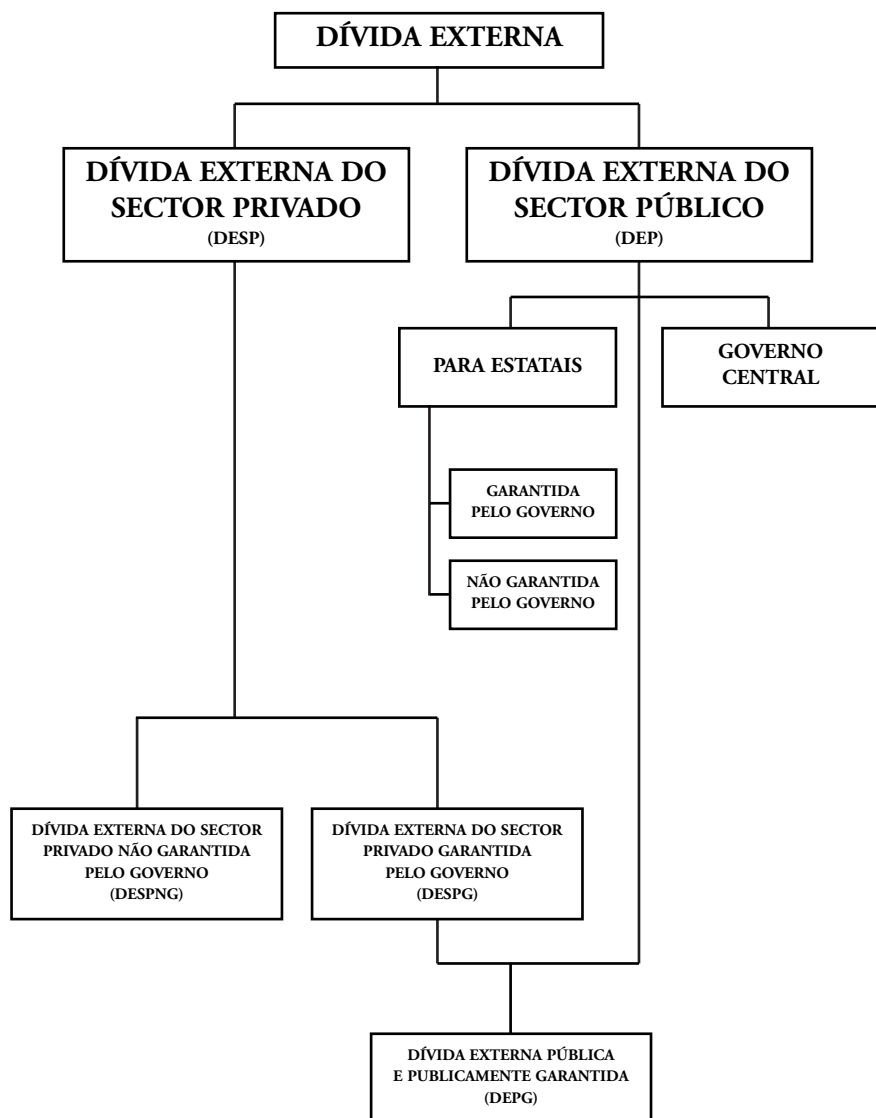 DÍVIDA EXTERNA
DÍVIDA EXTERNA DO
SECTOR PRIVADO
(DESP)
DÍVIDA EXTERNA DO
SECTOR PÚBLICO
(DEP)
PARA ESTATAIS
GOVERNO
CENTRAL
GARANTIDA
PELO GOVERNO
NÃO GARANTIDA
PELO GOVERNO
DÍVIDA EXTERNA DO SECTOR
PRIVADO NÃO GARANTIDA
PELO GOVERNO
(DESPNG)
DÍVIDA EXTERNA DO SECTOR
PRIVADO GARANTIDA
PELO GOVERNO
(DESPG)
DÍVIDA EXTERNA PÚBLICA
E PUBLICAMENTE GARANTIDA
(DEPG)